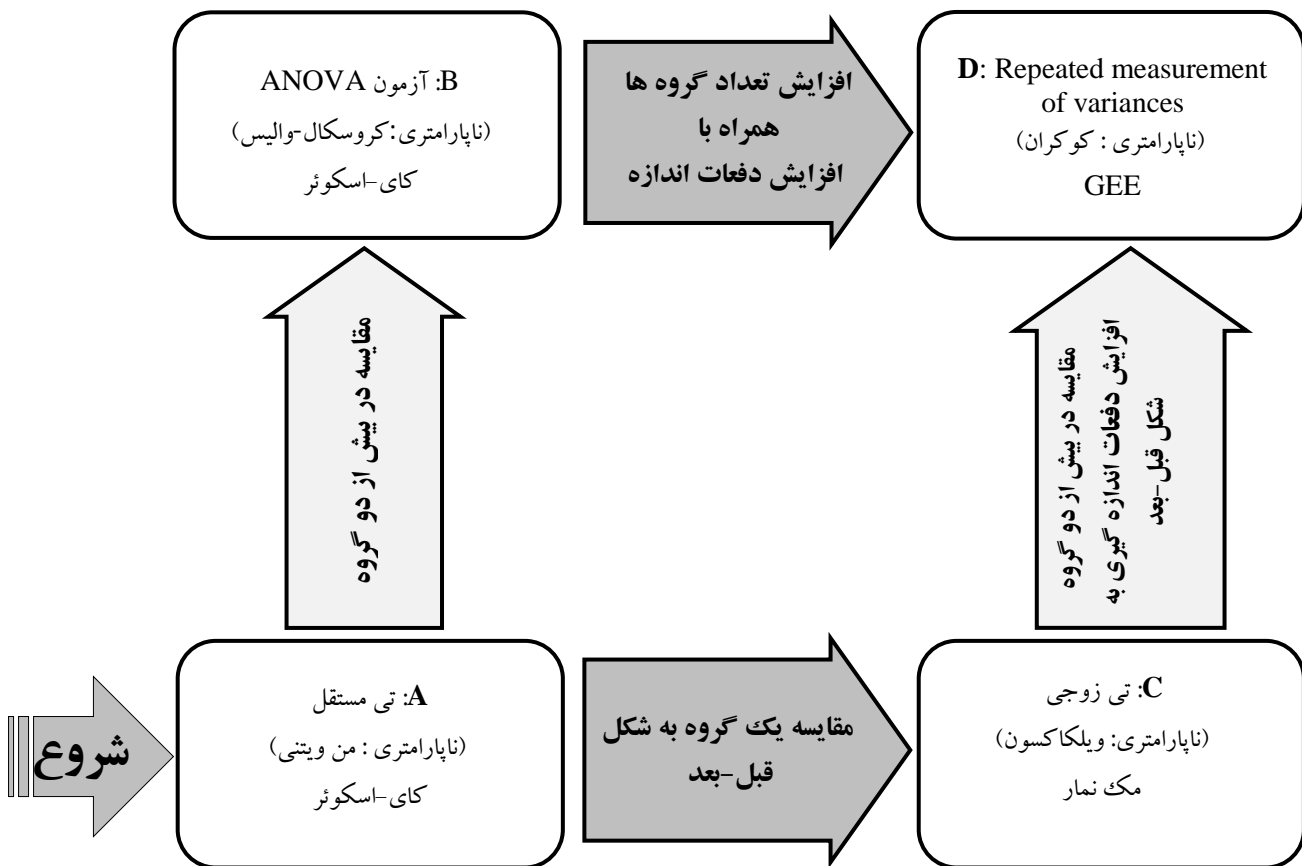 B: آزمون ANOVA
(ناپارامتری: کروسکال-والیس)
کای-اسکوئر
افزایش تعداد گروه ها
همراه با
افزایش دفعات اندازه
D: Repeated measurement
of variances
(ناپارامتری : کوکران)
GEE
مقایسه در بیش از دو گروه
مقایسه در بیش از دو گروه
افزایش دفعات اندازه گیری به
شکل قبل-بعد
شروع
A: تی مستقل
(ناپارامتری : من ویتنی)
کای-اسکوئر
مقایسه یک گروه به شکل
قبل-بعد
C: تی زوجی
(ناپارامتری: ویلکاکسون)
مک نمار